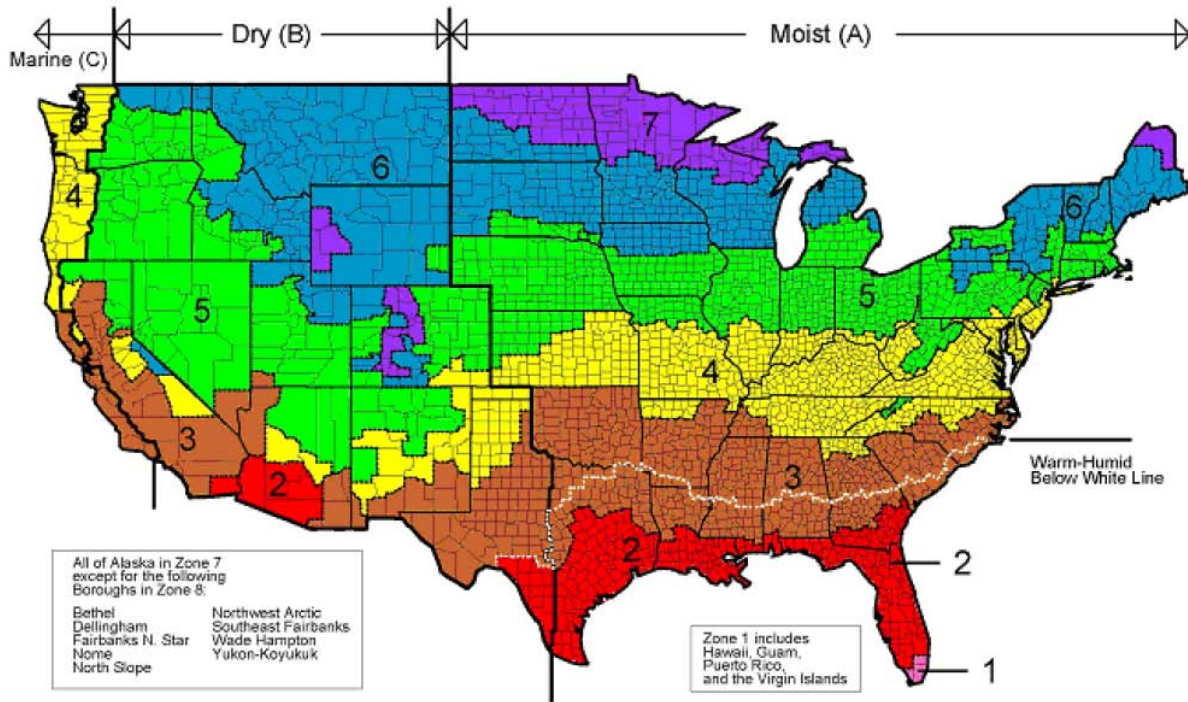 Dry (B)
Moist (A)
Marine (C)
7
6
4
6
5
5
4
3
2
3
2
Warm-Humid
Below White Line
2
1
All of Alaska in Zone 7
except for the following
Boroughs in Zone 8:
Bethel
Dellingham
Fairbanks N. Star
Nome
North Slope
Northwest Arctic
Southeast Fairbanks
Wade Hampton
Yukon-Koyukuk
Zone 1 includes
Hawaii, Guam,
Puerto Rico,
and the Virgin Islands